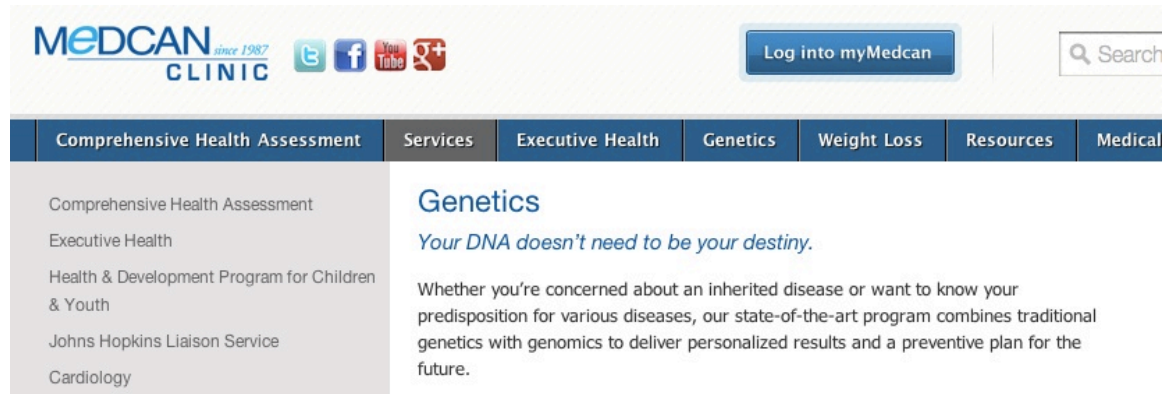 MEDCAN since 1987
CLINIC
You
Tube
Log into myMedcan
Search
Comprehensive Health Assessment Services Executive Health Genetics Weight Loss Resources Medical
Comprehensive Health Assessment
Executive Health
Health & Development Program for Children
& Youth
Johns Hopkins Liaison Service
Cardiology
Genetics
Your DNA doesn't need to be your destiny.
Whether you're concerned about an inherited disease or want to know your
predisposition for various diseases, our state-of-the-art program combines traditional
genetics with genomics to deliver personalized results and a preventive plan for the
future.